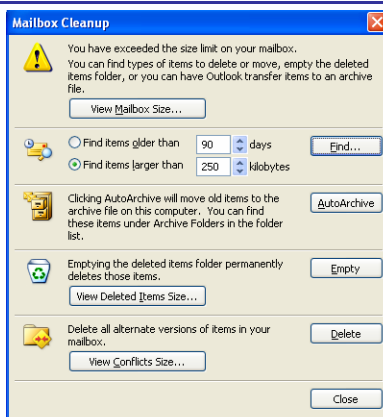 Mailbox Cleanup
You have exceeded the size limit on your mailbox.
You can find types of items to delete or move, empty the deleted
items folder, or you can have Outlook transfer items to an archive
file.
View Mailbox Size...
Find items older than 90 days
Find...
Find items larger than 250 kilobytes
Clicking AutoArchive will move old items to the
archive file on this computer. You can find
these items under Archive Folders in the folder
list.
AutoArchive
Emptying the deleted items folder permanently
deletes those items.
Empty
View Deleted Items Size...
Delete all alternate versions of items in your
mailbox.
Delete
View Conflicts Size...
Close